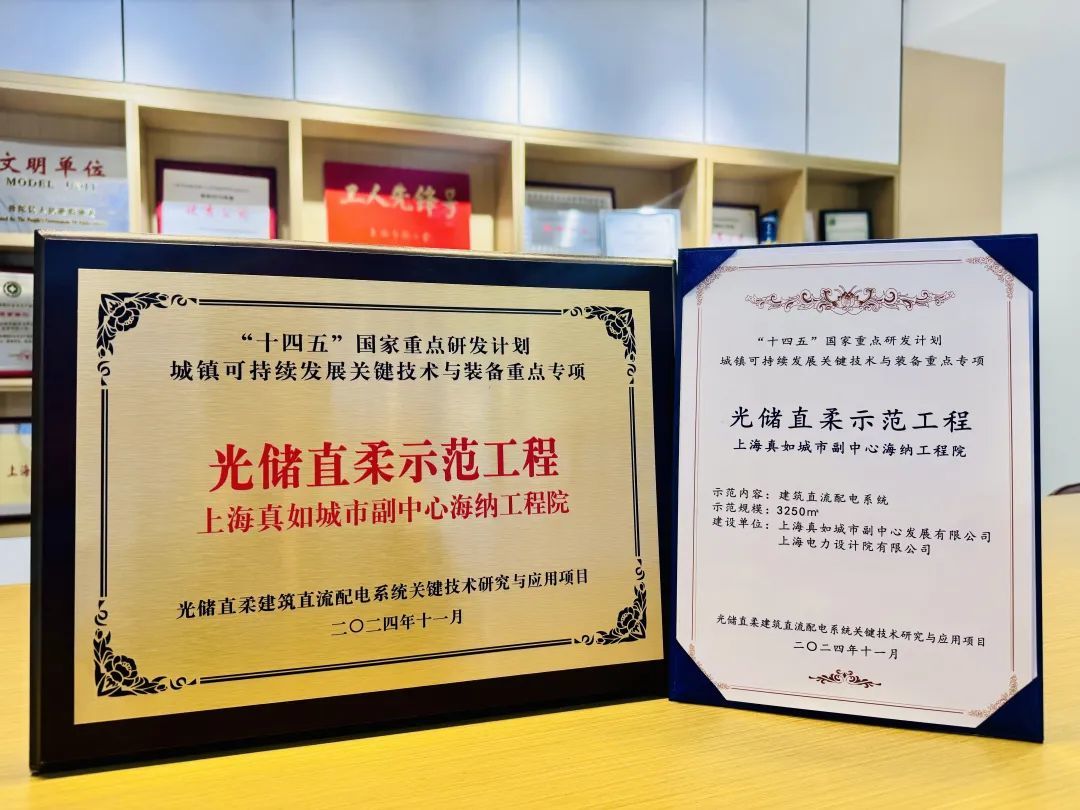 文明单位
MODEL UNIT
工人先锋号
“十四五”国家重点研发计划
城镇可持续发展关键技术与装备重点专项
光储直柔示范工程
上海真如城市副中心海纳工程院
光储直柔建筑直流配电系统关键技术研究与应用项目
二〇二四年十一月
“十四五”国家重点研发计划
城镇可持续发展关键技术与装备重点专项
光储直柔示范工程
上海真如城市副中心海纳工程院
示范内容：建筑直流配电系统
示范规模：3250㎡
建设单位：上海真如城市副中心发展有限公司
上海电力设计院有限公司
光储直柔建筑直流配电系统关键技术研究与应用项目
二〇二四年十一月